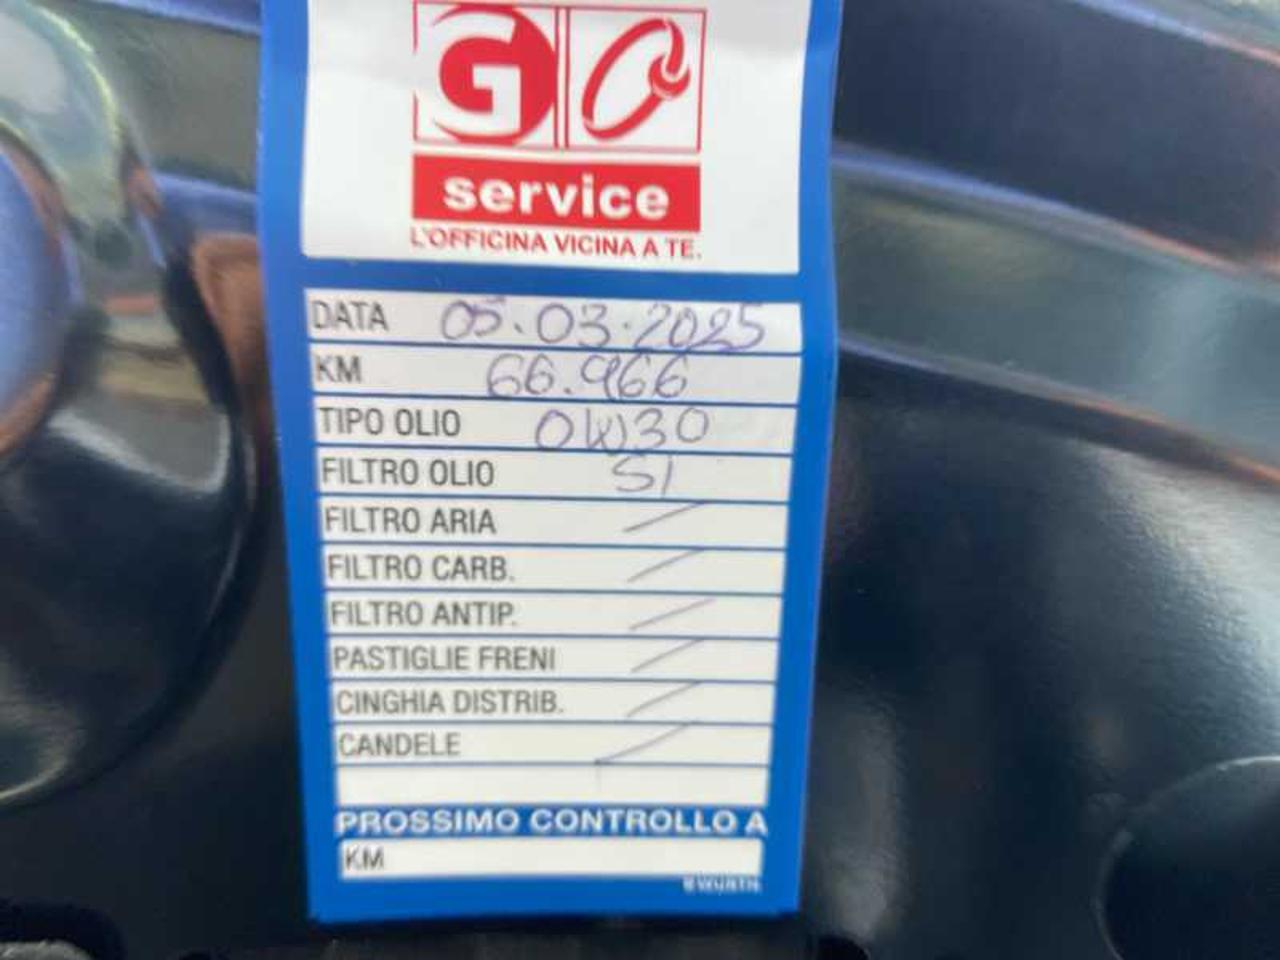 G
service
L'OFFICINA VICINA A TE.
DATA 05.03.2025
KM 66.966
TIPO OLIO 0W30
FILTRO OLIO SI
FILTRO ARIA /
FILTRO CARB. /
FILTRO ANTIP. /
PASTIGLIE FRENI /
CINGHIA DISTRIB. /
CANDELE /
PROSSIMO CONTROLLO A
KM
WÜRTH